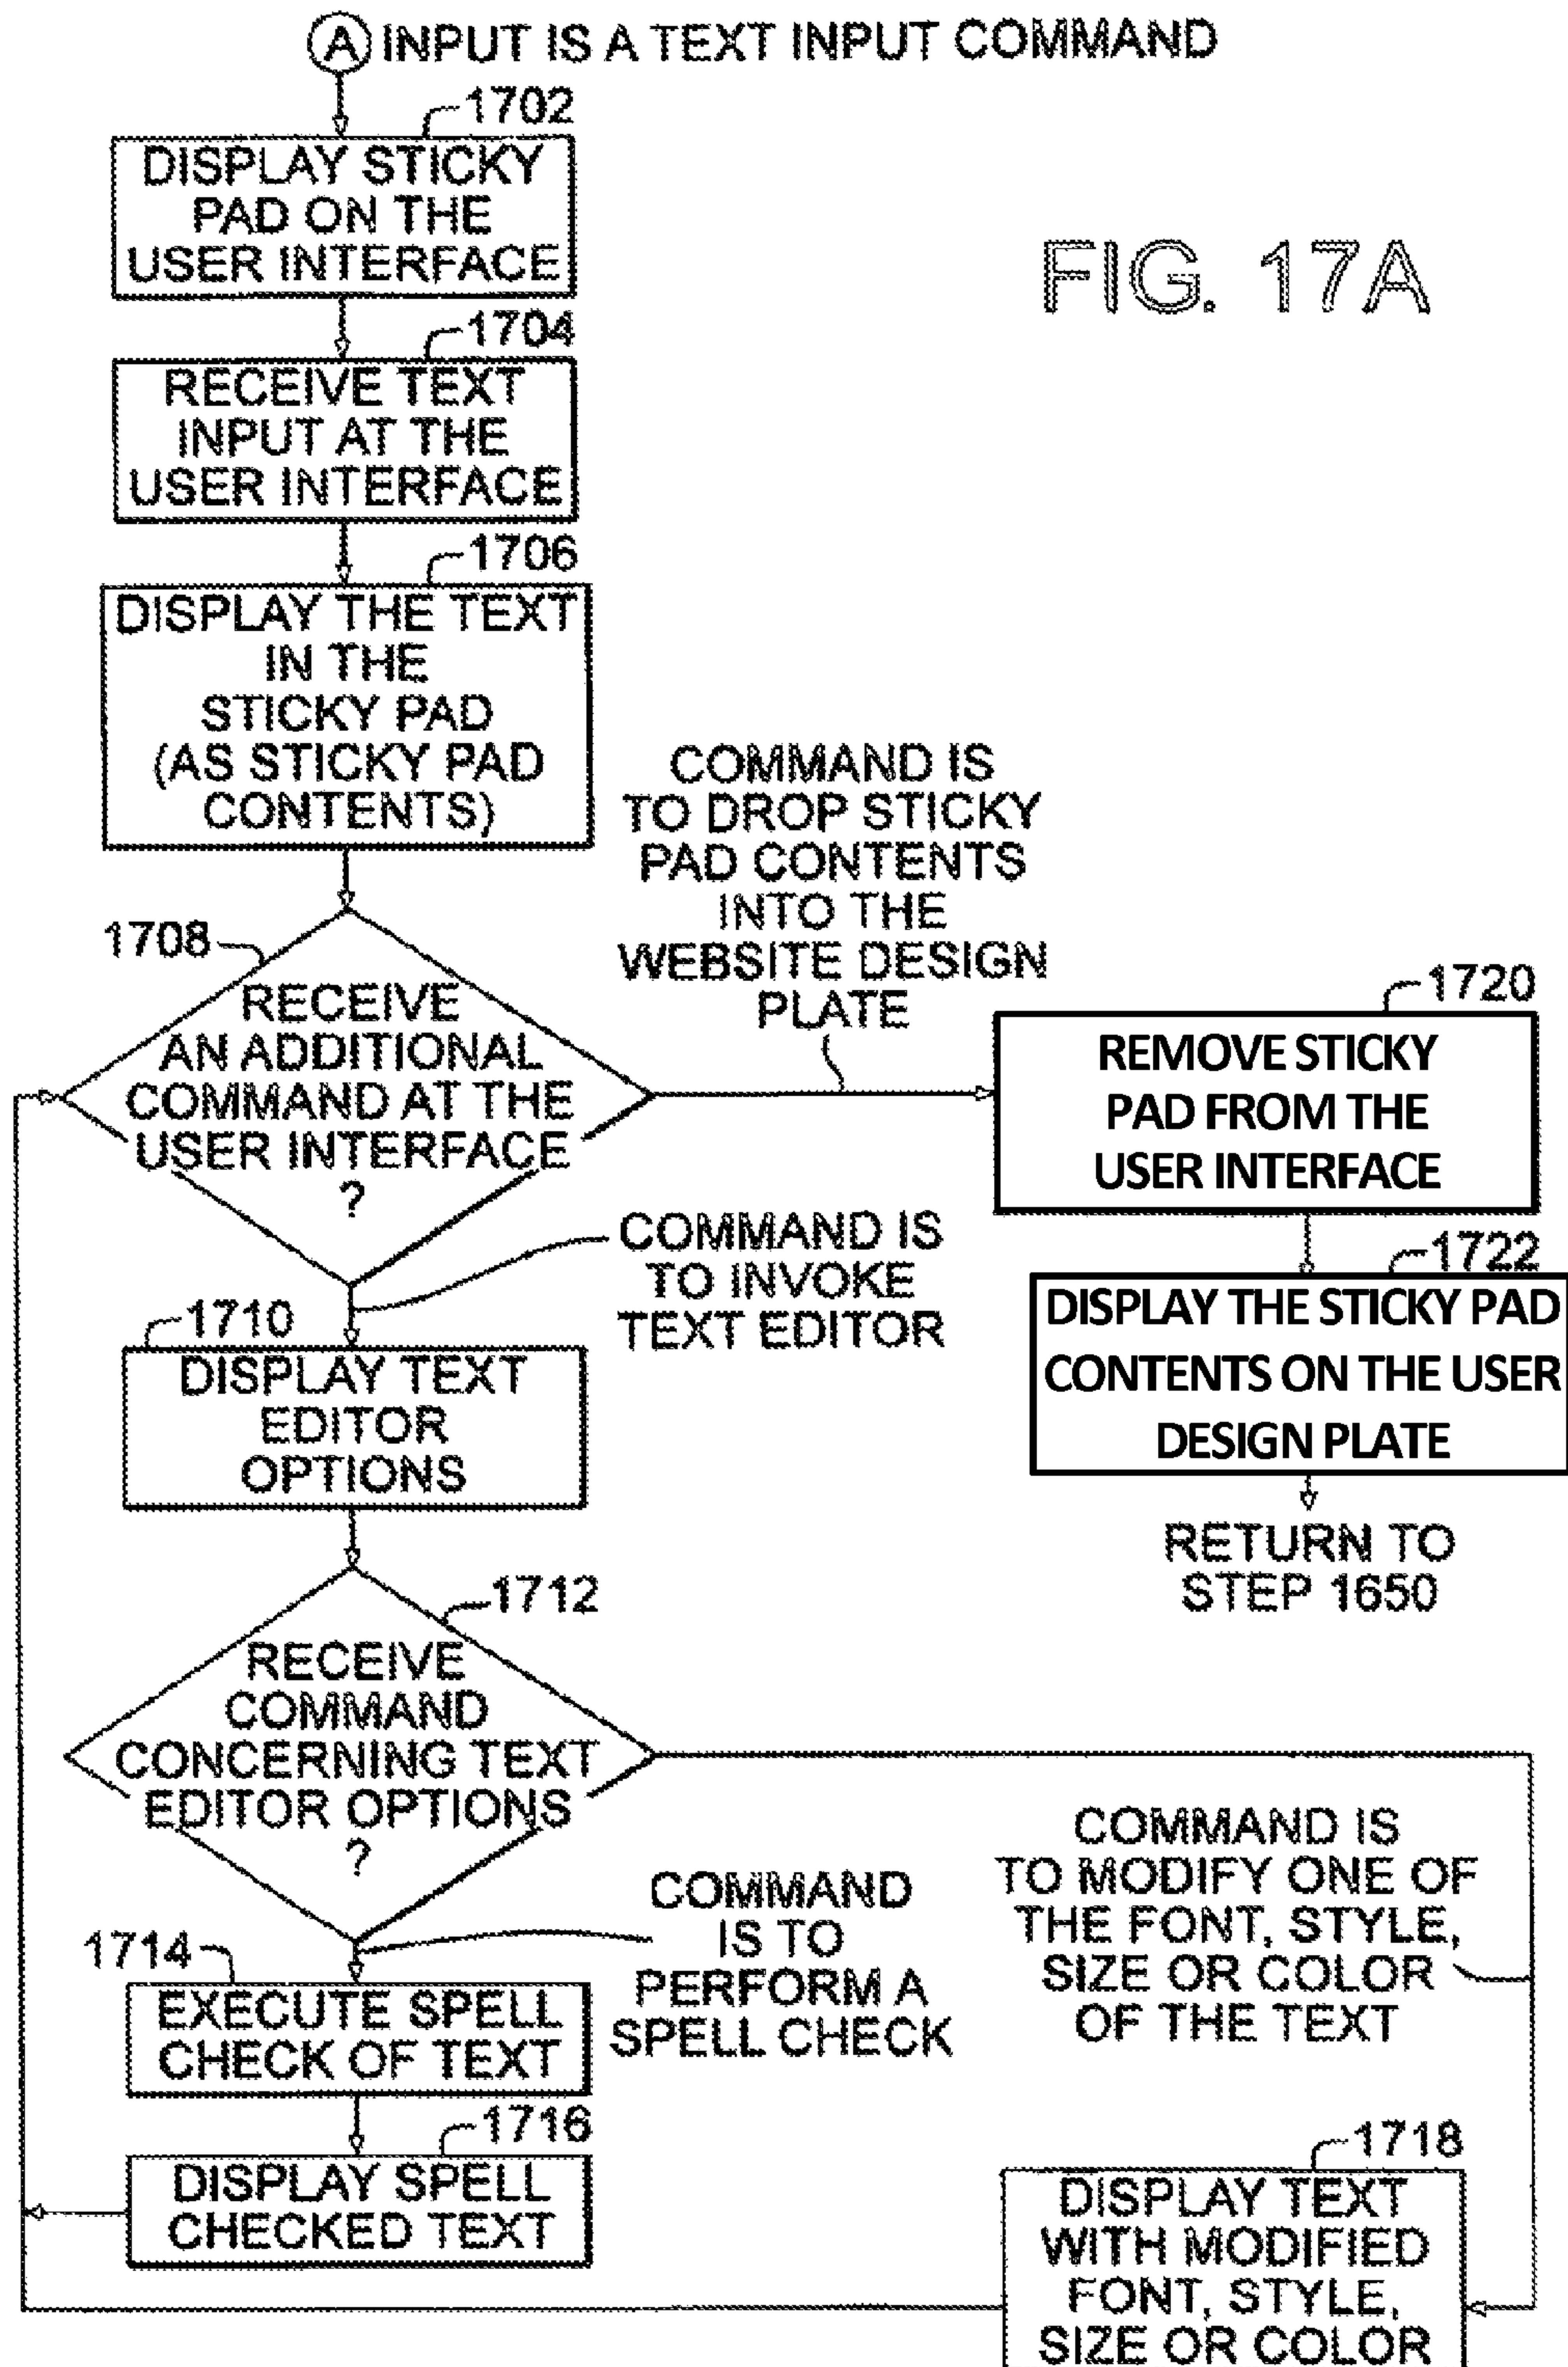 A INPUT IS A TEXT INPUT COMMAND
1702
DISPLAY STICKY
PAD ON THE
USER INTERFACE
FIG. 17A
1704
RECEIVE TEXT
INPUT AT THE
USER INTERFACE
1706
DISPLAY THE TEXT
IN THE
STICKY PAD
(AS STICKY PAD
CONTENTS)
COMMAND IS
TO DROP STICKY
PAD CONTENTS
INTO THE
WEBSITE DESIGN
PLATE
1708
RECEIVE
AN ADDITIONAL
COMMAND AT THE
USER INTERFACE
?
1720
REMOVE STICKY
PAD FROM THE
USER INTERFACE
COMMAND IS
TO INVOKE
TEXT EDITOR
1722
DISPLAY THE STICKY PAD
CONTENTS ON THE USER
DESIGN PLATE
RETURN TO
STEP 1650
1710
DISPLAY TEXT
EDITOR
OPTIONS
1712
RECEIVE
COMMAND
CONCERNING TEXT
EDITOR OPTIONS
?
COMMAND IS
TO MODIFY ONE OF
THE FONT, STYLE,
SIZE OR COLOR
OF THE TEXT
COMMAND
IS TO
PERFORM A
SPELL CHECK
1714
EXECUTE SPELL
CHECK OF TEXT
1716
DISPLAY SPELL
CHECKED TEXT
1718
DISPLAY TEXT
WITH MODIFIED
FONT, STYLE,
SIZE OR COLOR